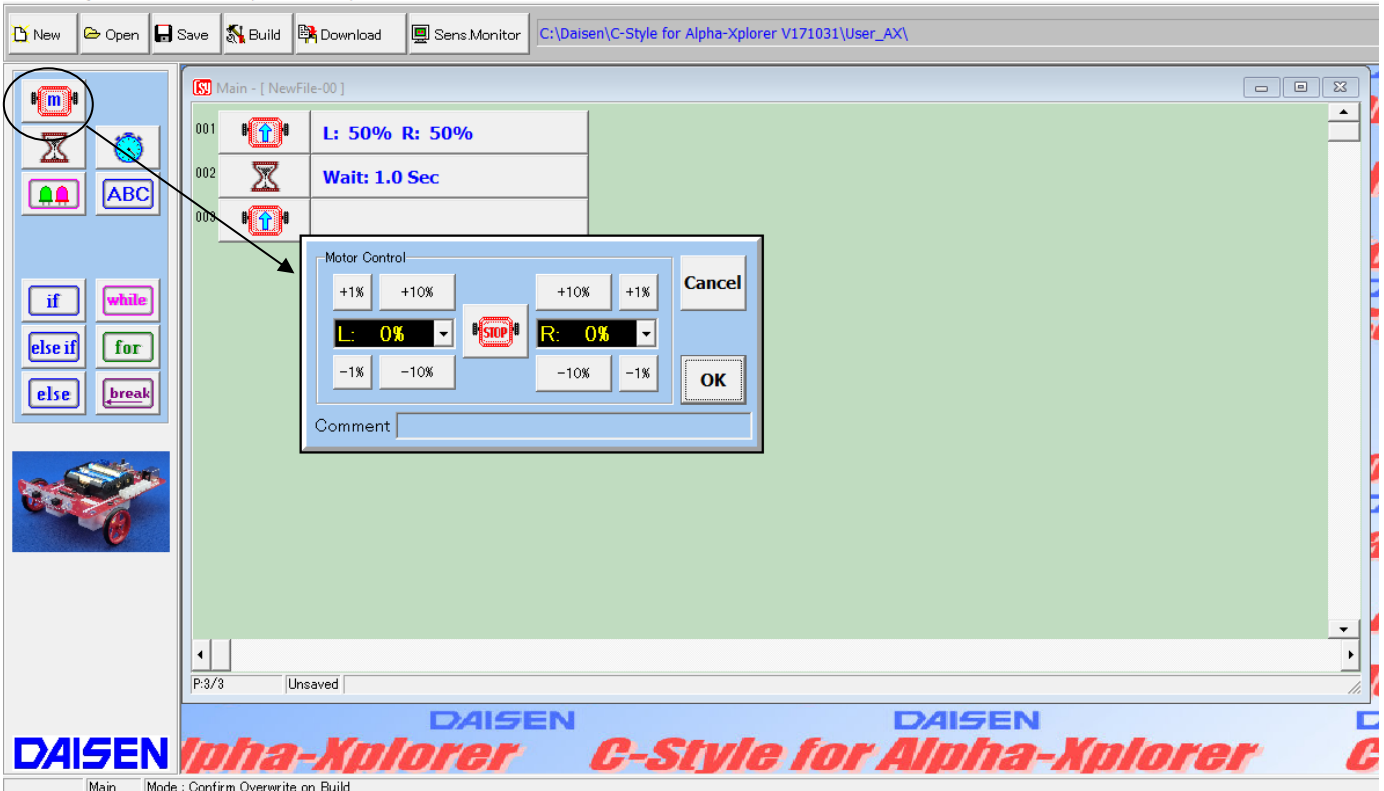 New Open Save Build Download Sens.Monitor C:\Daisen\C-Style for Alpha-Xplorer V171031\User_AX\
m
Main - [ NewFile-00 ]
001 L: 50% R: 50%
002 Wait: 1.0 Sec
003
ABC
if while
else if for
else break
Motor Control
+1% +10% +10% +1%
Cancel
L: 0% STOP R: 0%
-1% -10% -10% -1%
OK
Comment
P:3/3 Unsaved
DAISEN DAISEN
DAISEN lpha-Xplorer C-Style for Alpha-Xplorer C
Main Mode : Confirm Overwrite on Build